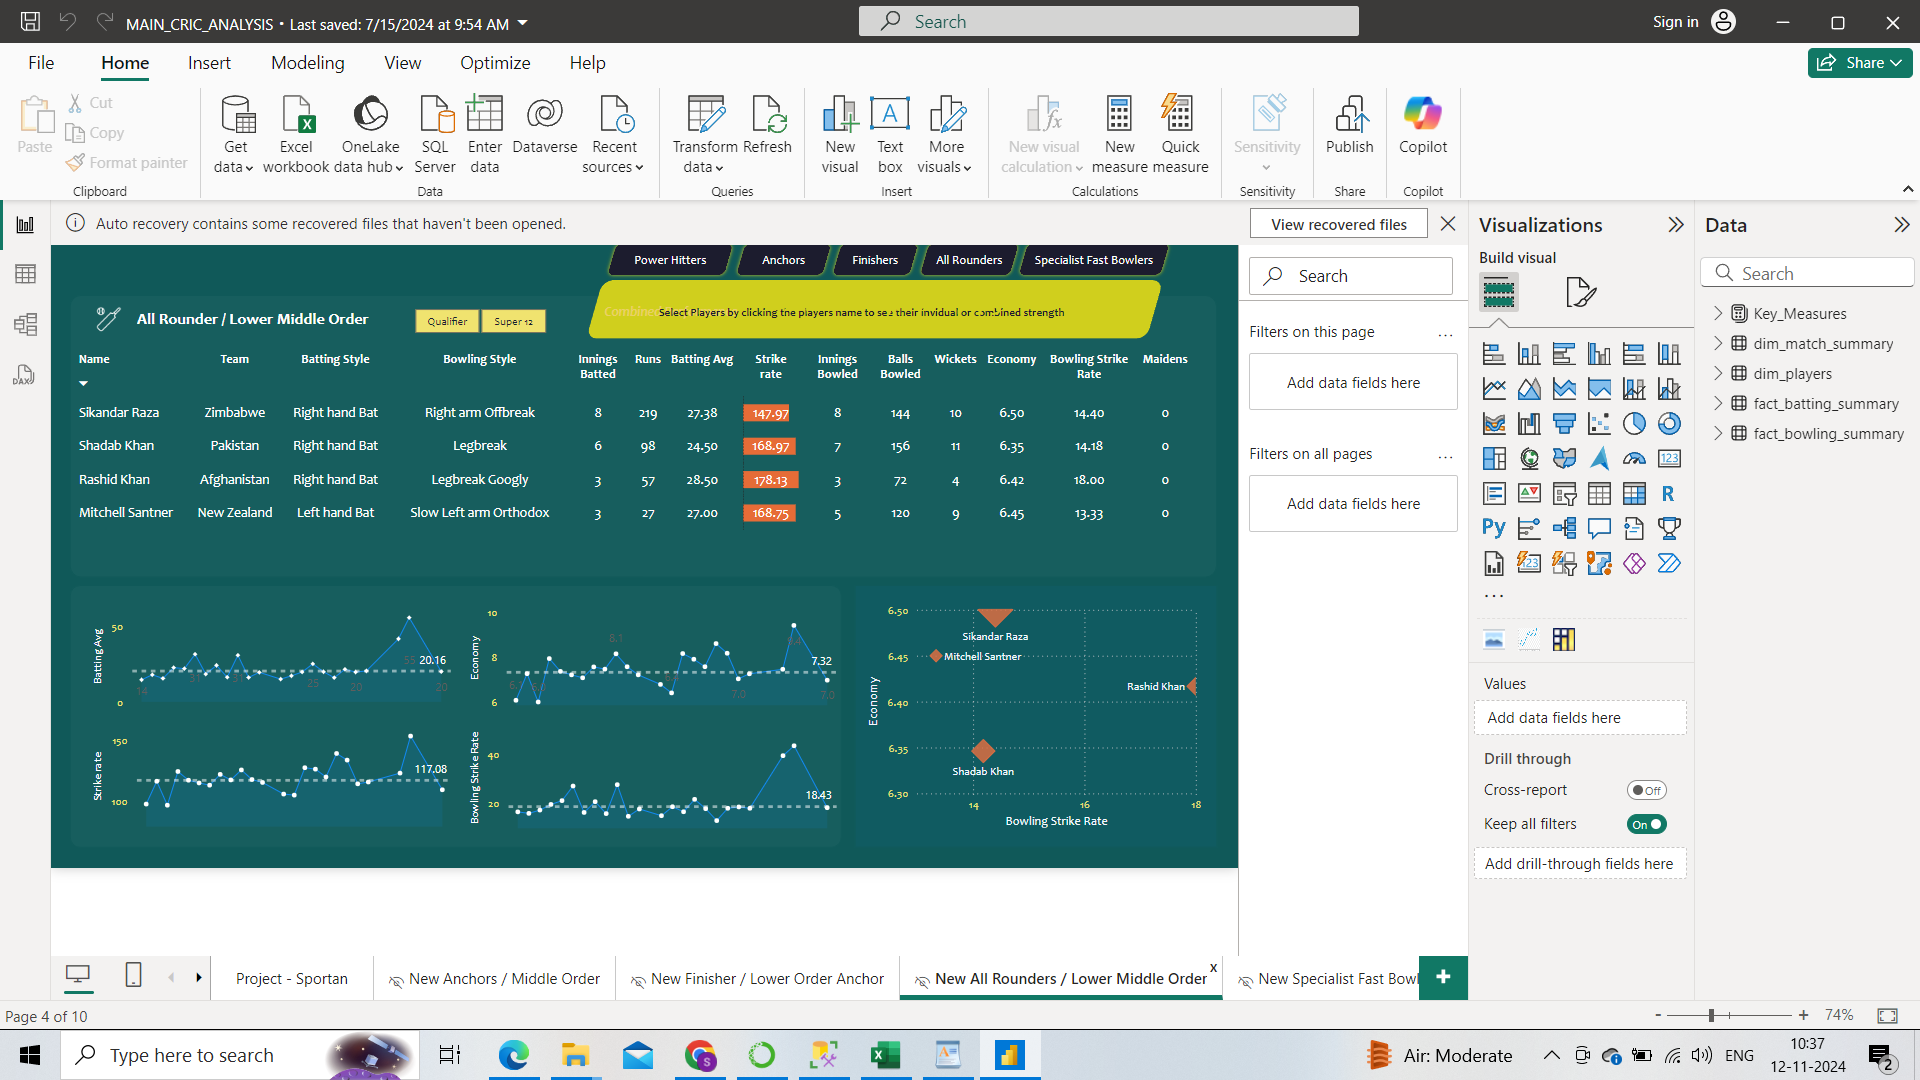 MAIN_CRIC_ANALYSIS • Last saved: 7/15/2024 at 9:54 AM
Search
Sign in
File
Home
Insert
Modeling
View
Optimize
Help
Share
Paste
Cut
Copy
Format painter
Clipboard
Get data
Excel workbook
OneLake data hub
SQL Server
Enter data
Dataverse
Recent sources
Data
Transform data
Refresh
Queries
New visual
Text box
More visuals
Insert
New visual calculation
New measure
Quick measure
Calculations
Sensitivity
Sensitivity
Publish
Share
Copilot
Copilot
Auto recovery contains some recovered files that haven't been opened.
View recovered files
Power Hitters
Anchors
Finishers
All Rounders
Specialist Fast Bowlers
All Rounder / Lower Middle Order
Qualifier
Super 12
Select Players by clicking the players name to see their invidual or combined strength
Name Team Batting Style Bowling Style Innings Batted Runs Batting Avg Strike rate Innings Bowled Balls Bowled Wickets Economy Bowling Strike Rate Maidens
Sikandar Raza Zimbabwe Right hand Bat Right arm Offbreak 8 219 27.38 147.97 8 144 10 6.50 14.40 0
Shadab Khan Pakistan Right hand Bat Legbreak 6 98 24.50 168.97 7 156 11 6.35 14.18 0
Rashid Khan Afghanistan Right hand Bat Legbreak Googly 3 57 28.50 178.13 3 72 4 6.42 18.00 0
Mitchell Santner New Zealand Left hand Bat Slow Left arm Orthodox 3 27 27.00 168.75 5 120 9 6.45 13.33 0
Batting Avg
50
0
14
25
20
20.16
20
Economy
10
8
6
8.1
7.0
7.32
7.0
Strike rate
150
100
117.08
Bowling Strike Rate
40
20
18.43
Economy
6.50
6.45
6.40
6.35
6.30
Sikandar Raza
Mitchell Santner
Rashid Khan
Shadab Khan
14
16
18
Bowling Strike Rate
Search
Filters on this page
...
Add data fields here
Filters on all pages
...
Add data fields here
Visualizations
Build visual
123
R
Py
123
...
Values
Add data fields here
Drill through
Cross-report
Off
Keep all filters
On
Add drill-through fields here
Data
Search
Key_Measures
dim_match_summary
dim_players
fact_batting_summary
fact_bowling_summary
DAX
Project - Sportan
New Anchors / Middle Order
New Finisher / Lower Order Anchor
New All Rounders / Lower Middle Order
x
New Specialist Fast Bowl
+
Page 4 of 10
- + 74%
Type here to search
S
Air: Moderate
ENG
10:37
12-11-2024
2